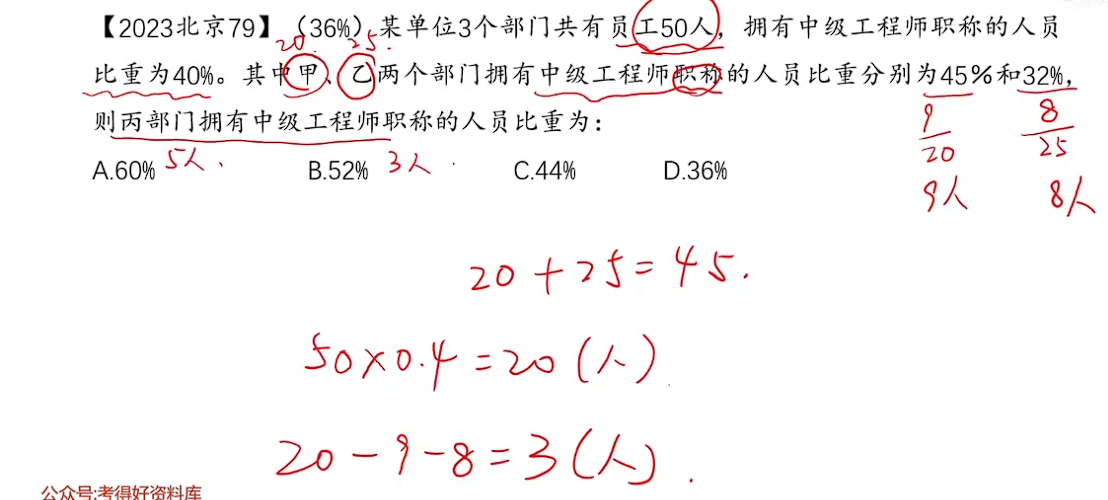 【2023北京79】(36%)某单位3个部门共有员工50人，拥有中级工程师职称的人员
20 25.
比重为40%。其中甲、乙两个部门拥有中级工程师职称的人员比重分别为45%和32%，
则丙部门拥有中级工程师职称的人员比重为：
9/20 8/25
A.60% 5人. B.52% 3人. C.44% D.36%
9人 8人
20+25=45.
50×0.4=20(人)
20-9-8=3(人).
公众号:考得好资料库